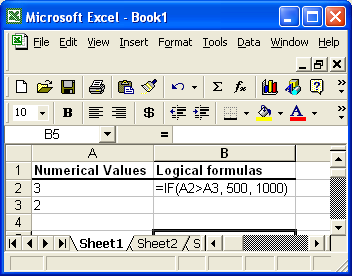 Microsoft Excel - Book1
File Edit View Insert Format Tools Data Window Help
Σ fx
10 B $ A
B5 =
A B
1 Numerical Values Logical formulas
2 3 =IF(A2>A3, 500, 1000)
3 2
4
Sheet1 Sheet2 S